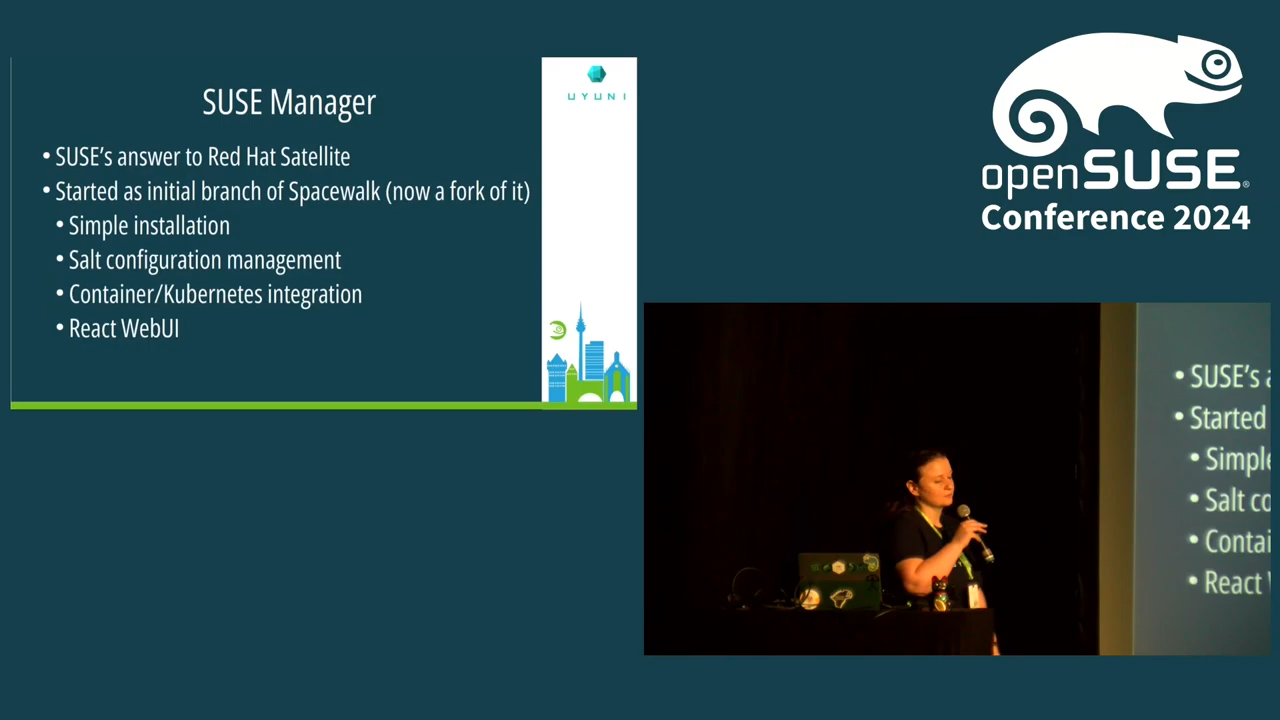 SUSE Manager
• SUSE's answer to Red Hat Satellite
• Started as initial branch of Spacewalk (now a fork of it)
• Simple installation
• Salt configuration management
• Container/Kubernetes integration
• React WebUI
UYUNI
openSUSE®
Conference 2024
• SUSE's a
• Started
• Simple
• Salt co
• Contai
• React